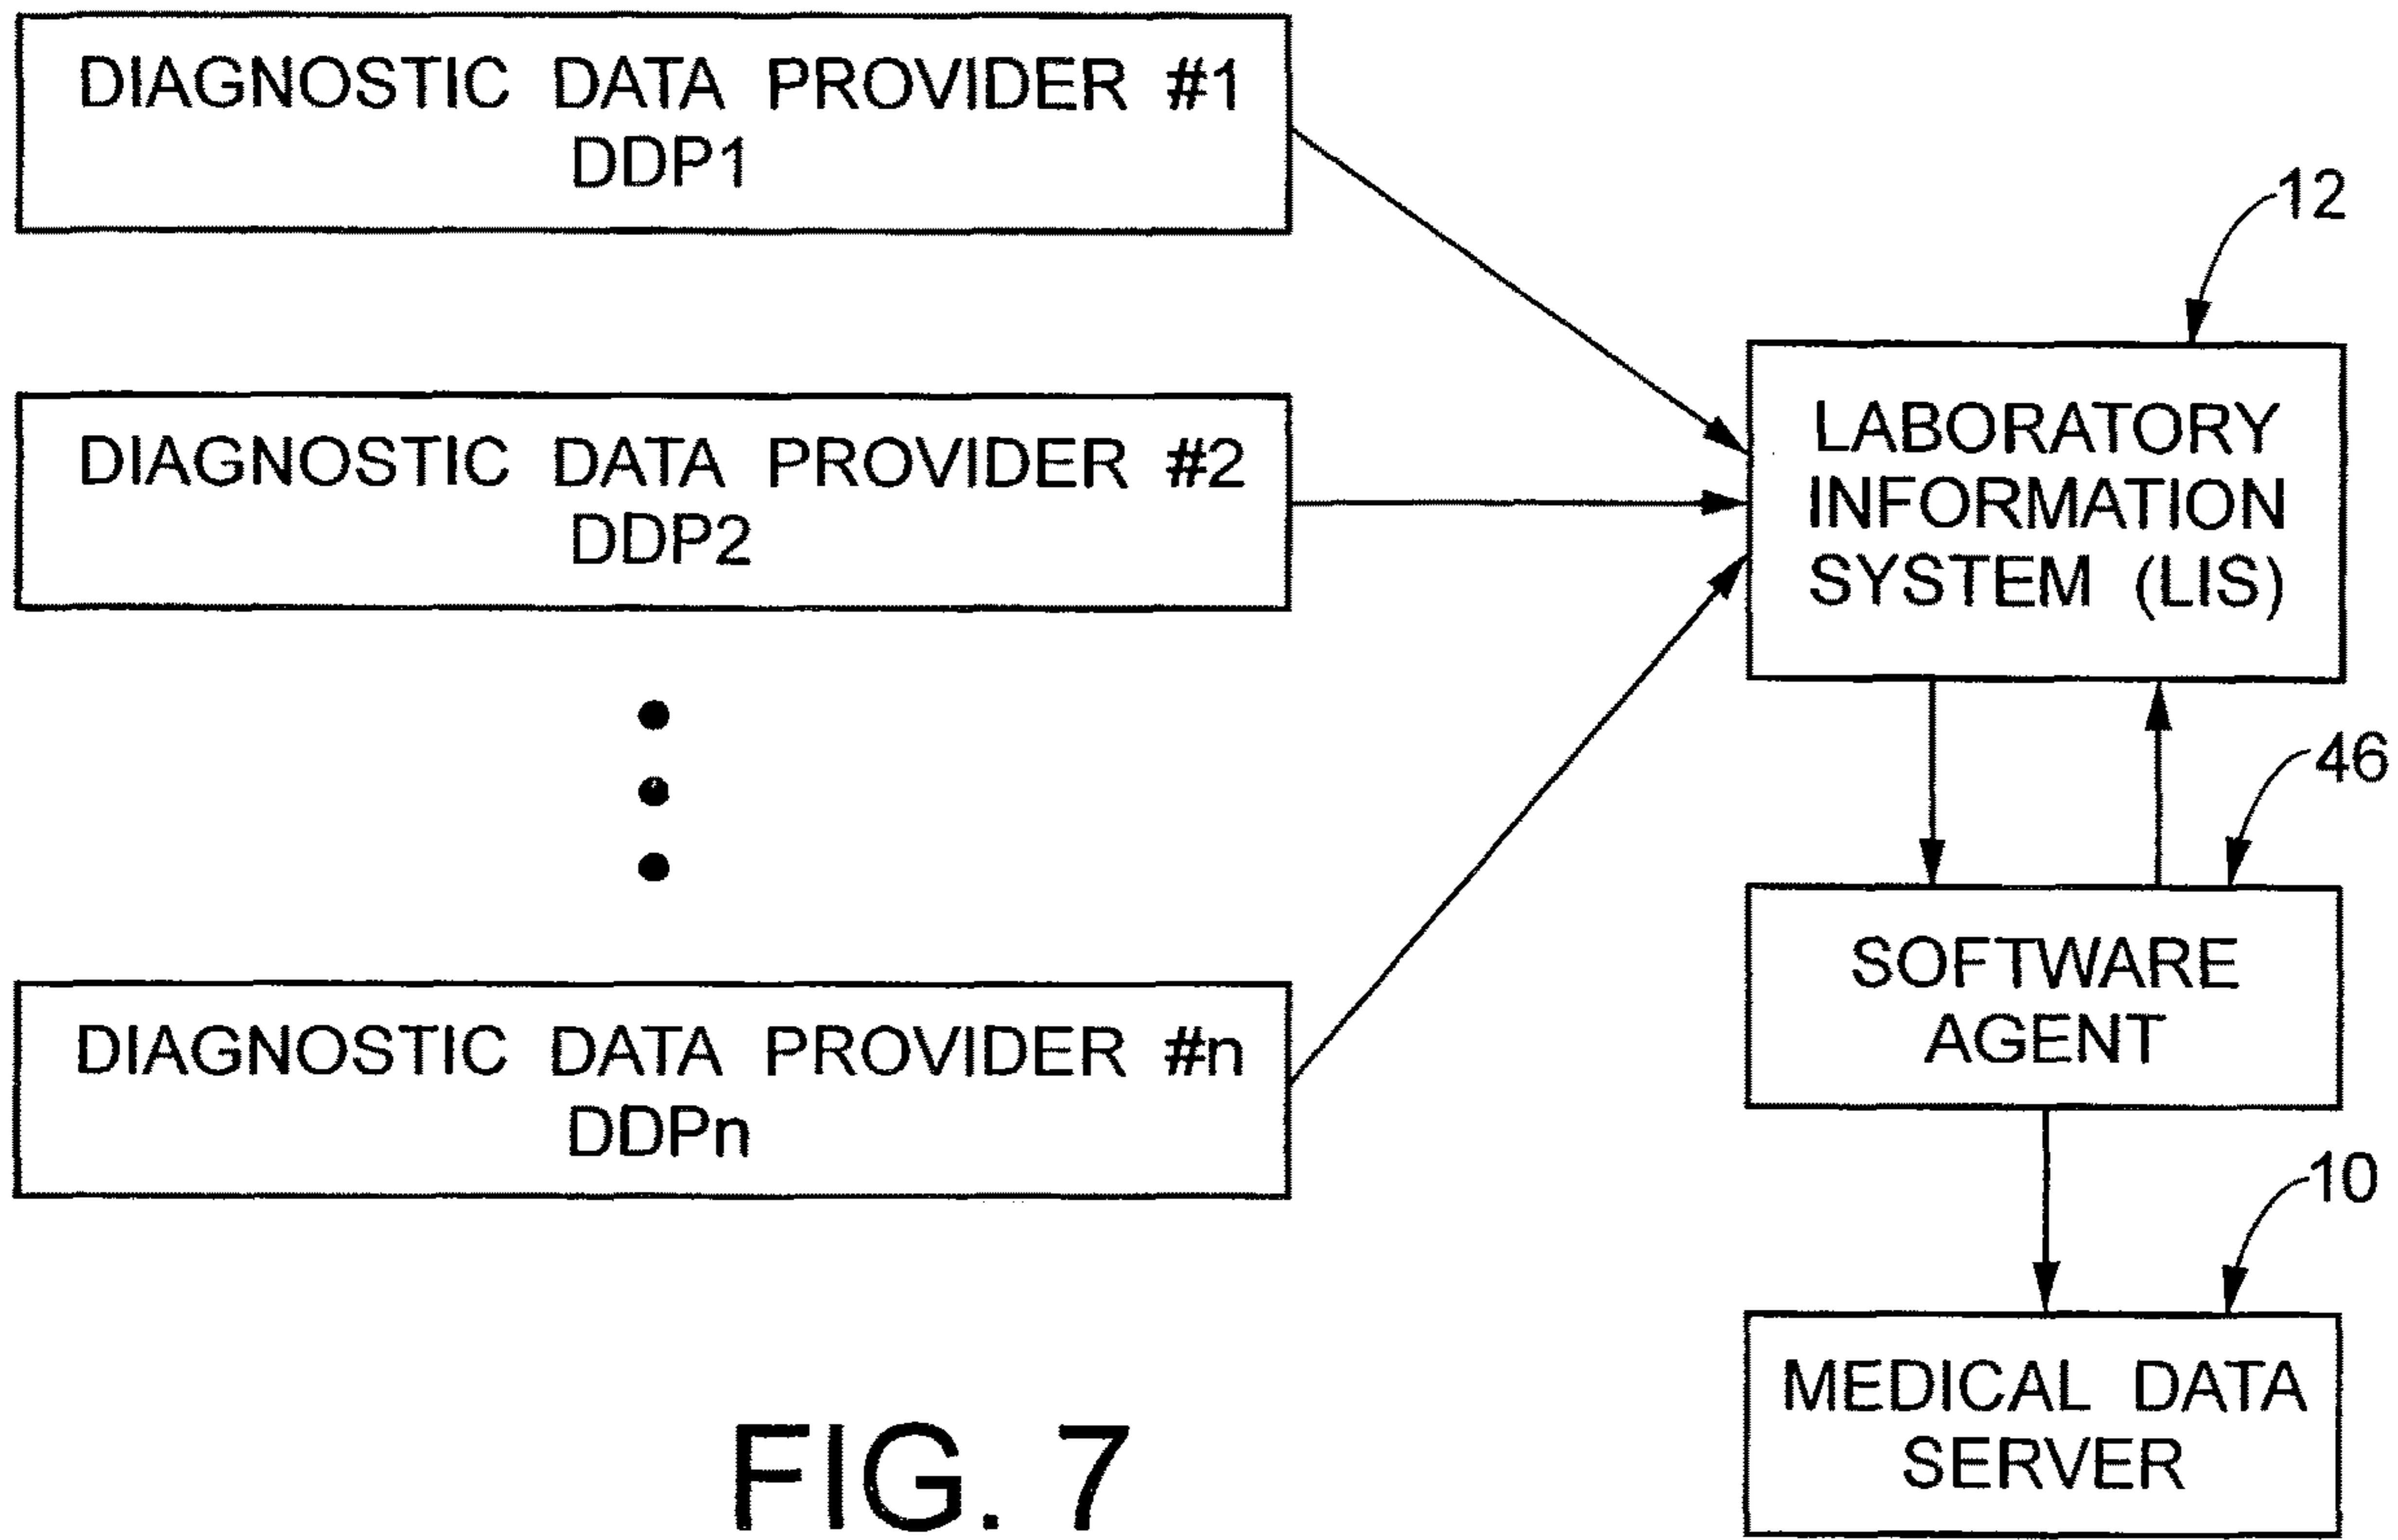 DIAGNOSTIC DATA PROVIDER #1
DDP1
12
DIAGNOSTIC DATA PROVIDER #2
DDP2
LABORATORY
INFORMATION
SYSTEM (LIS)
46
SOFTWARE
AGENT
DIAGNOSTIC DATA PROVIDER #n
DDPn
10
MEDICAL DATA
SERVER
FIG. 7